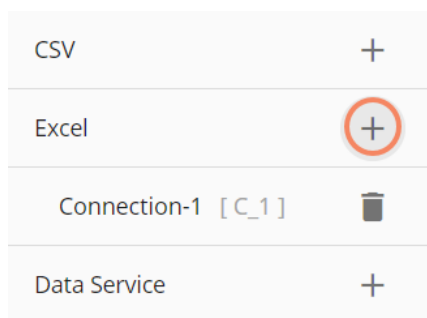 CSV
Excel
Connection-1 [ C_1 ]
Data Service